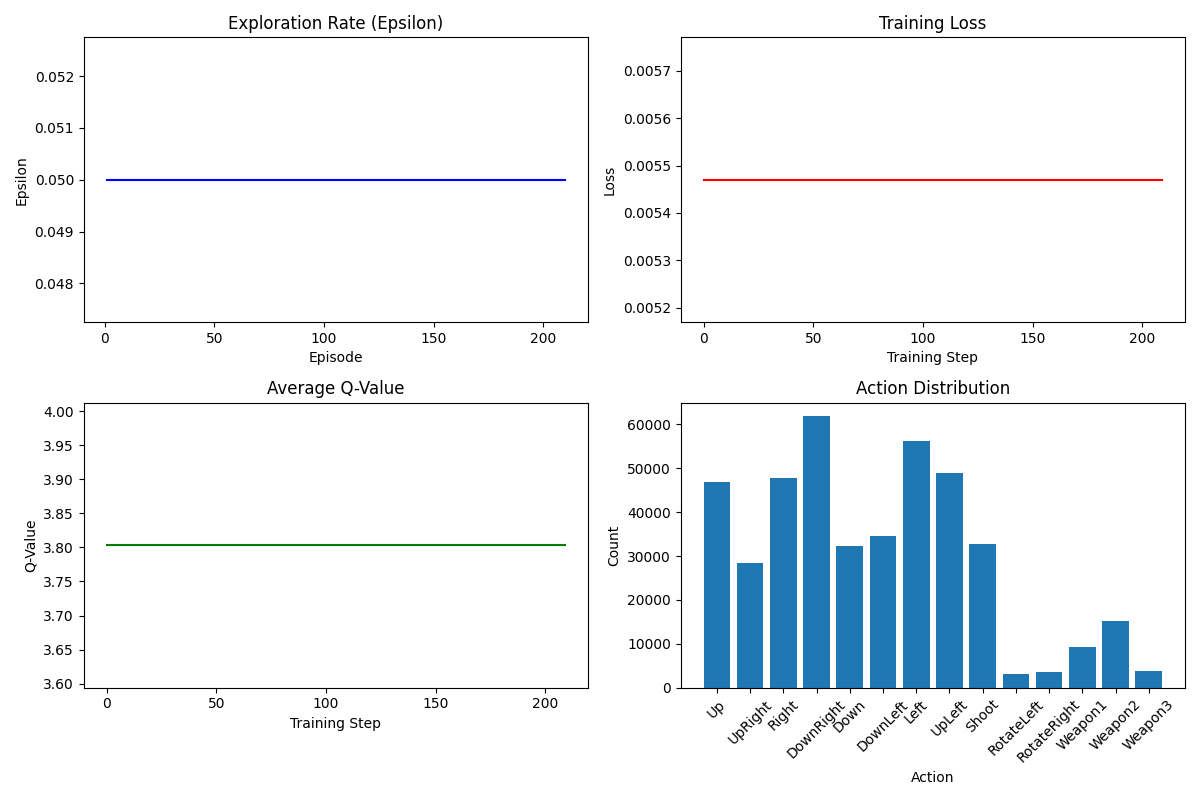 Exploration Rate (Epsilon)
0.052
0.051
0.050
0.049
0.048
Epsilon
0 50 100 150 200
Episode
Training Loss
0.0057
0.0056
0.0055
0.0054
0.0053
0.0052
Loss
0 50 100 150 200
Training Step
Average Q-Value
4.00
3.95
3.90
3.85
3.80
3.75
3.70
3.65
3.60
Q-Value
0 50 100 150 200
Training Step
Action Distribution
60000
50000
40000
30000
20000
10000
0
Count
Up
UpRight
Right
DownRight
Down
DownLeft
Left
UpLeft
Shoot
RotateLeft
RotateRight
Weapon1
Weapon2
Weapon3
Action